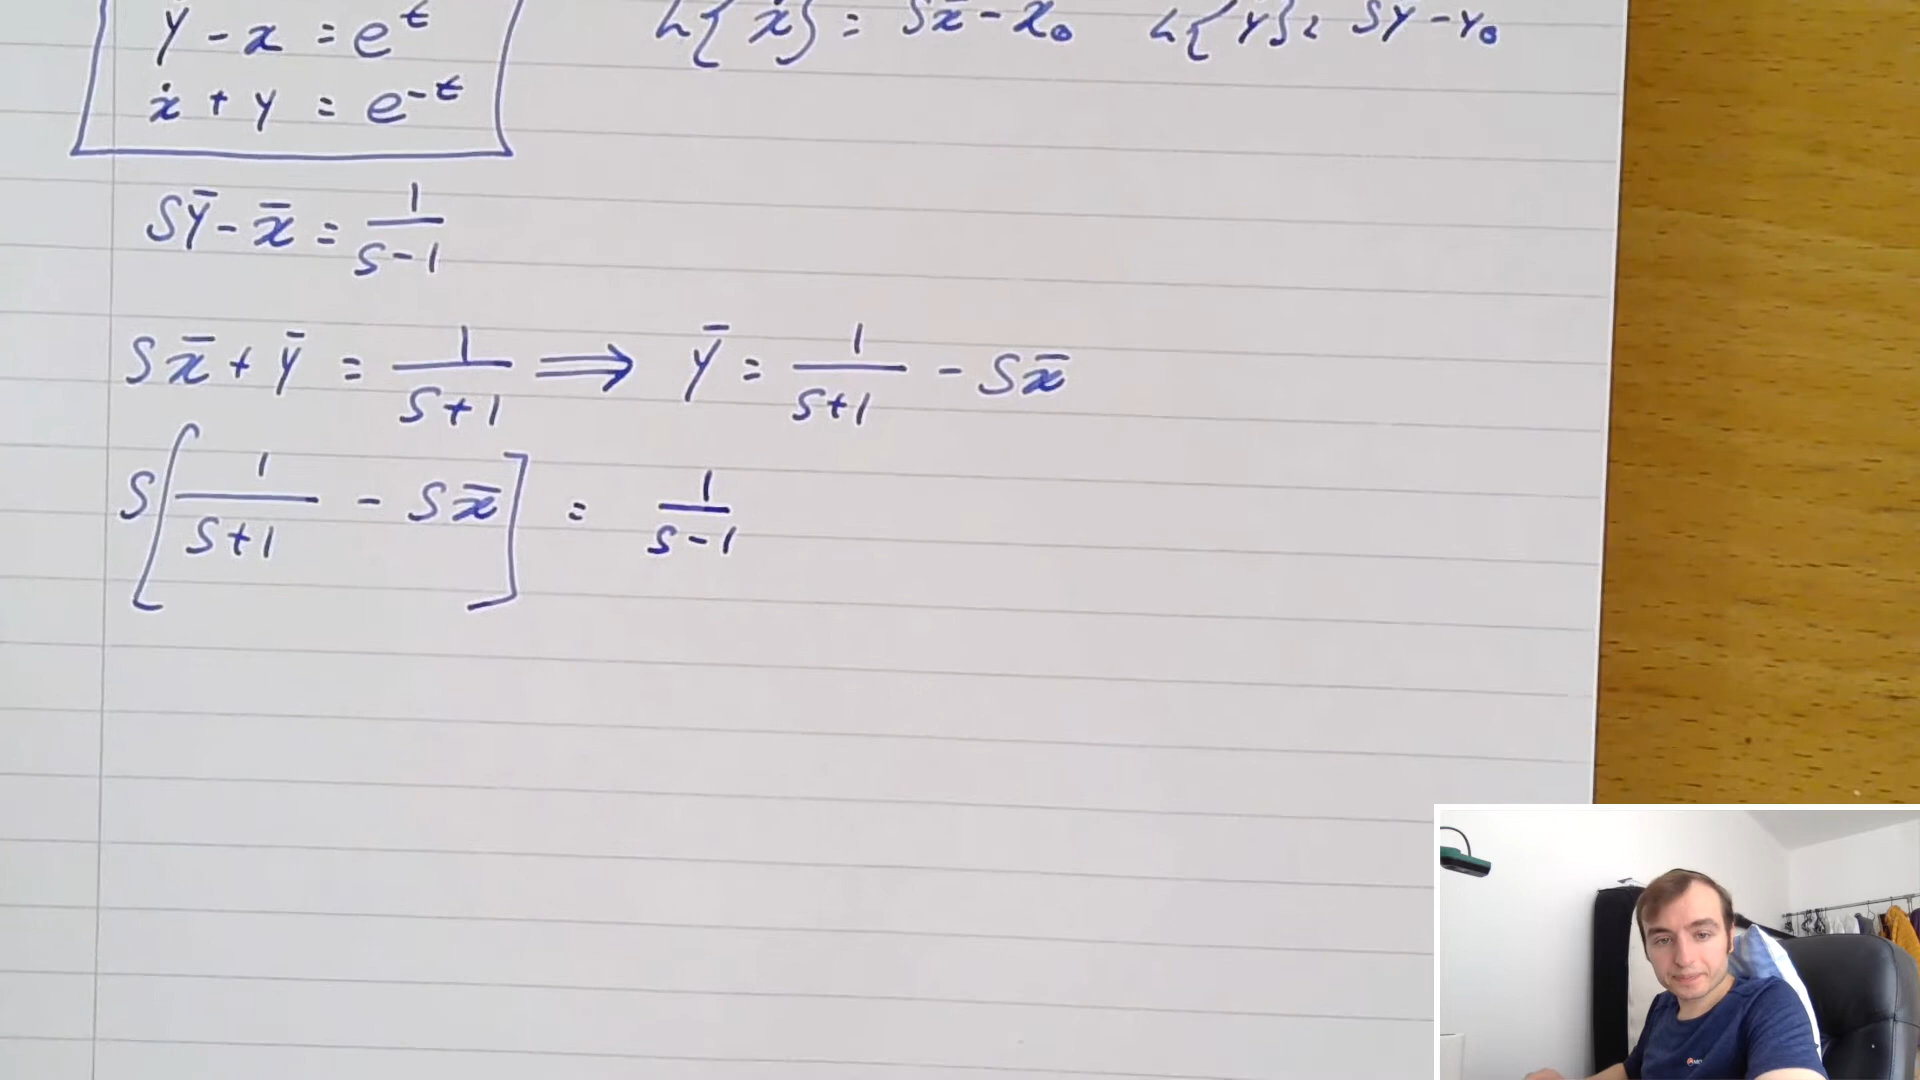 ẏ - x = e^t
L{ẋ} = Sx̄ - x₀ L{ẏ} = Sȳ - y₀
ẋ + y = e^-t
Sȳ - x̄ = 1/(s-1)
Sx̄ + ȳ = 1/(s+1) ⟹ ȳ = 1/(s+1) - Sx̄
S[1/(s+1) - Sx̄] = 1/(s-1)